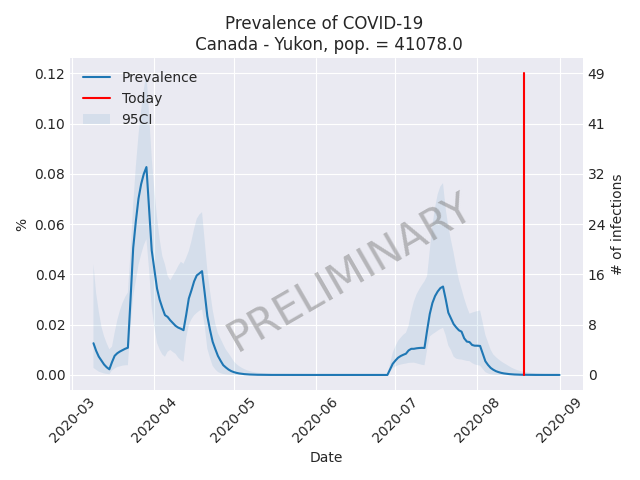 Prevalence of COVID-19
Canada - Yukon, pop. = 41078.0
Prevalence
Today
95CI
PRELIMINARY
0.12
0.10
0.08
0.06
0.04
0.02
0.00
%
49
41
32
24
16
8
0
# of infections
2020-03
2020-04
2020-05
2020-06
2020-07
2020-08
2020-09
Date